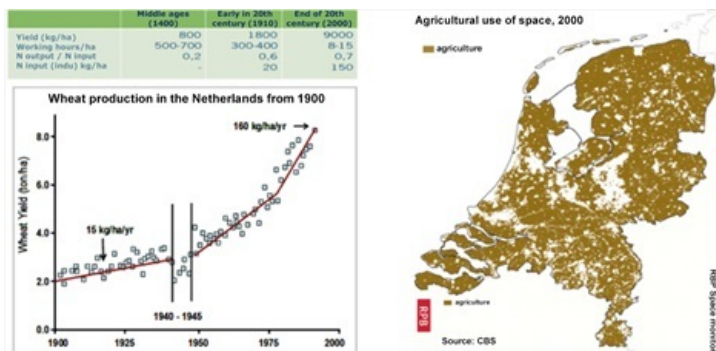 Middle ages (1400) Early in 20th century (1910) End of 20th century (2000)
Yield (kg/ha) 800 1800 9000
Working hours/ha 500-700 300-400 8-15
N output / N input 0,2 0,6 0,7
N input (indu) kg/ha - 20 150
Wheat production in the Netherlands from 1900
Wheat Yield (ton/ha)
8.0
6.0
4.0
2.0
0.0
160 kg/ha/yr
15 kg/ha/yr
1940 - 1945
1900 1925 1950 1975 2000
Agricultural use of space, 2000
agriculture
agriculture
RPB
Source: CBS